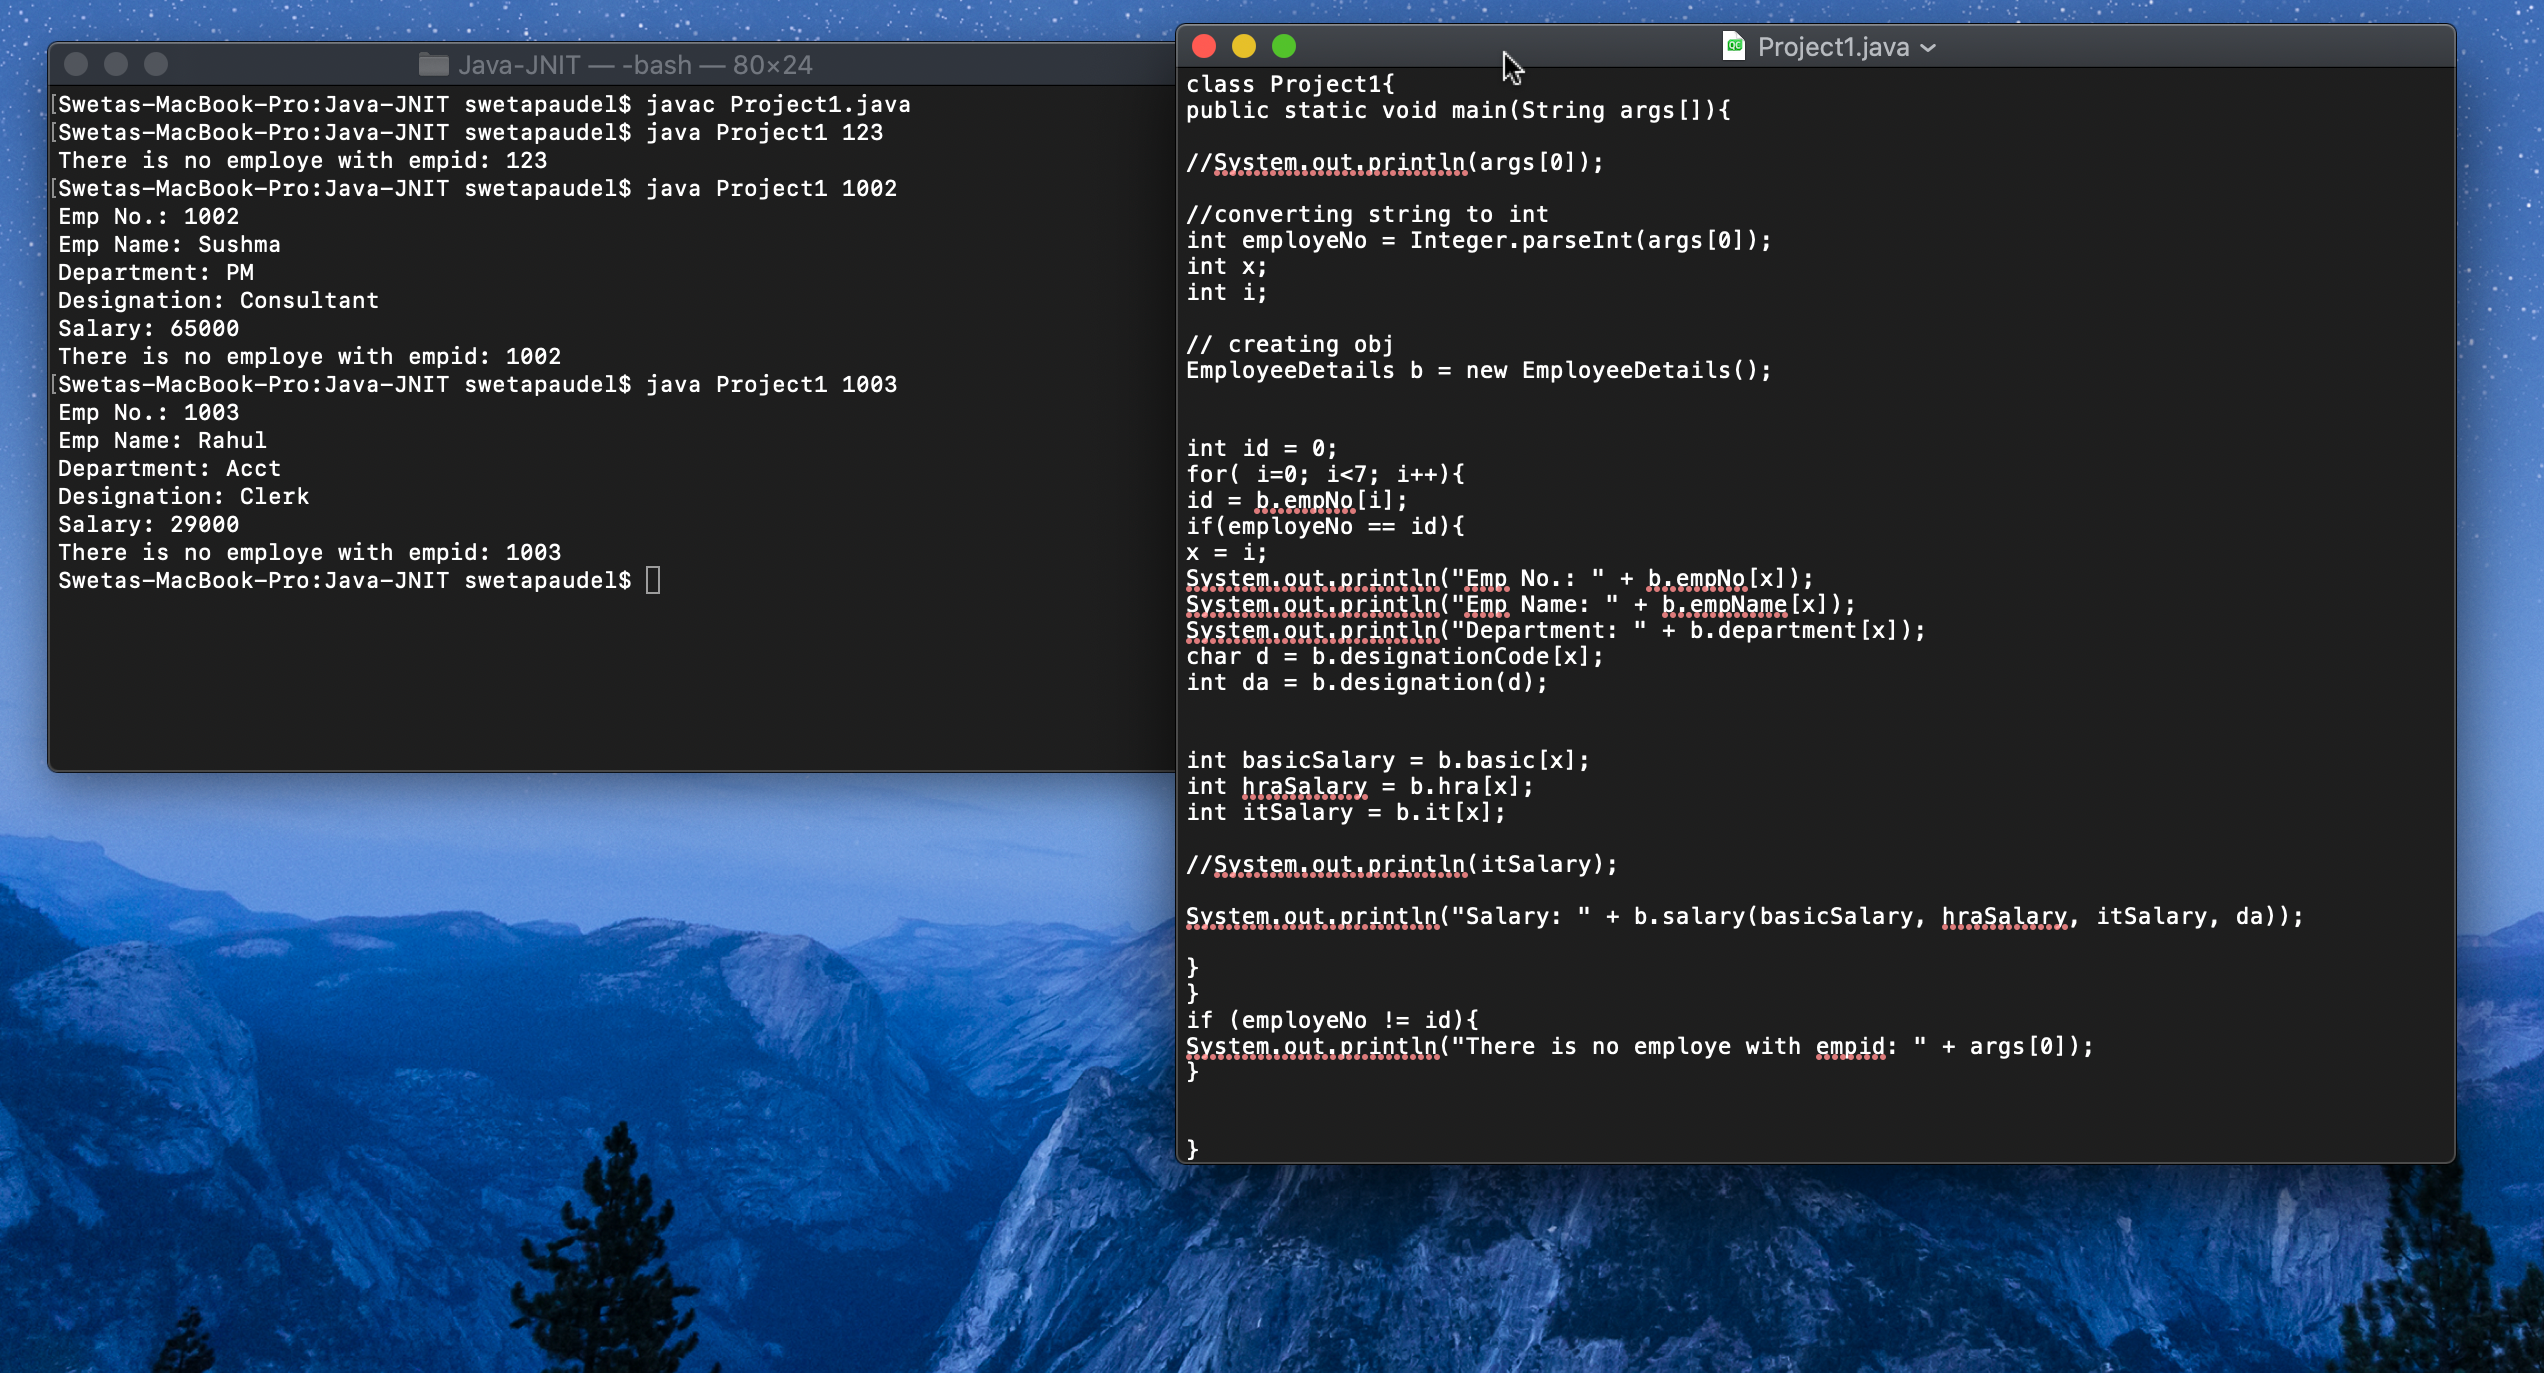 Java-JNIT — -bash — 80×24
[Swetas-MacBook-Pro:Java-JNIT swetapaudel$ javac Project1.java
[Swetas-MacBook-Pro:Java-JNIT swetapaudel$ java Project1 123
There is no employe with empid: 123
[Swetas-MacBook-Pro:Java-JNIT swetapaudel$ java Project1 1002
Emp No.: 1002
Emp Name: Sushma
Department: PM
Designation: Consultant
Salary: 65000
There is no employe with empid: 1002
[Swetas-MacBook-Pro:Java-JNIT swetapaudel$ java Project1 1003
Emp No.: 1003
Emp Name: Rahul
Department: Acct
Designation: Clerk
Salary: 29000
There is no employe with empid: 1003
Swetas-MacBook-Pro:Java-JNIT swetapaudel$
QC Project1.java
class Project1{
public static void main(String args[]){
//System.out.println(args[0]);
//converting string to int
int employeNo = Integer.parseInt(args[0]);
int x;
int i;
// creating obj
EmployeeDetails b = new EmployeeDetails();
int id = 0;
for( i=0; i<7; i++){
id = b.empNo[i];
if(employeNo == id){
x = i;
System.out.println("Emp No.: " + b.empNo[x]);
System.out.println("Emp Name: " + b.empName[x]);
System.out.println("Department: " + b.department[x]);
char d = b.designationCode[x];
int da = b.designation(d);
int basicSalary = b.basic[x];
int hraSalary = b.hra[x];
int itSalary = b.it[x];
//System.out.println(itSalary);
System.out.println("Salary: " + b.salary(basicSalary, hraSalary, itSalary, da));
}
}
if (employeNo != id){
System.out.println("There is no employe with empid: " + args[0]);
}
}